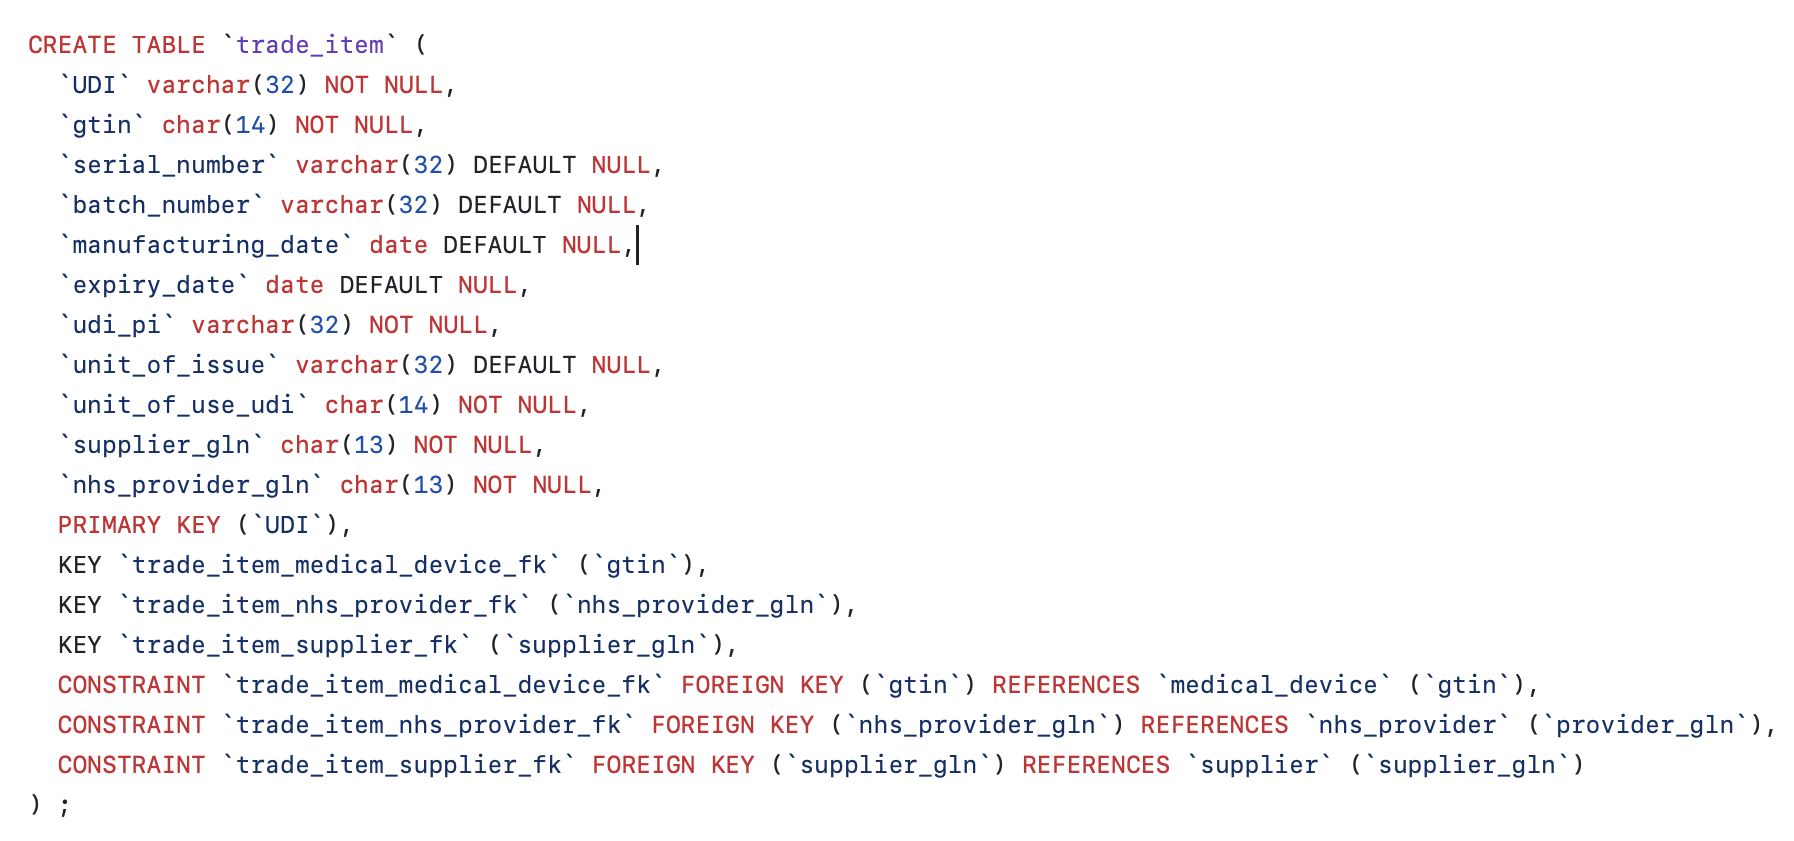 CREATE TABLE `trade_item` (
  `UDI` varchar(32) NOT NULL,
  `gtin` char(14) NOT NULL,
  `serial_number` varchar(32) DEFAULT NULL,
  `batch_number` varchar(32) DEFAULT NULL,
  `manufacturing_date` date DEFAULT NULL,
  `expiry_date` date DEFAULT NULL,
  `udi_pi` varchar(32) NOT NULL,
  `unit_of_issue` varchar(32) DEFAULT NULL,
  `unit_of_use_udi` char(14) NOT NULL,
  `supplier_gln` char(13) NOT NULL,
  `nhs_provider_gln` char(13) NOT NULL,
  PRIMARY KEY (`UDI`),
  KEY `trade_item_medical_device_fk` (`gtin`),
  KEY `trade_item_nhs_provider_fk` (`nhs_provider_gln`),
  KEY `trade_item_supplier_fk` (`supplier_gln`),
  CONSTRAINT `trade_item_medical_device_fk` FOREIGN KEY (`gtin`) REFERENCES `medical_device` (`gtin`),
  CONSTRAINT `trade_item_nhs_provider_fk` FOREIGN KEY (`nhs_provider_gln`) REFERENCES `nhs_provider` (`provider_gln`),
  CONSTRAINT `trade_item_supplier_fk` FOREIGN KEY (`supplier_gln`) REFERENCES `supplier` (`supplier_gln`)
) ;